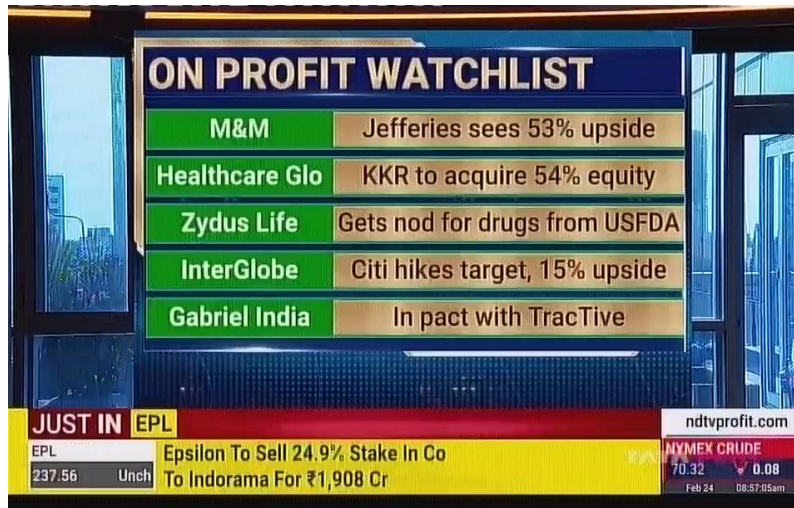 ON PROFIT WATCHLIST
M&M Jefferies sees 53% upside
Healthcare Glo KKR to acquire 54% equity
Zydus Life Gets nod for drugs from USFDA
InterGlobe Citi hikes target, 15% upside
Gabriel India In pact with TracTive
JUST IN EPL
ndtvprofit.com
EPL
237.56 Unch
Epsilon To Sell 24.9% Stake In Co
To Indorama For ₹1,908 Cr
NYMEX CRUDE
70.32 0.08
Feb 24 08:57:05am